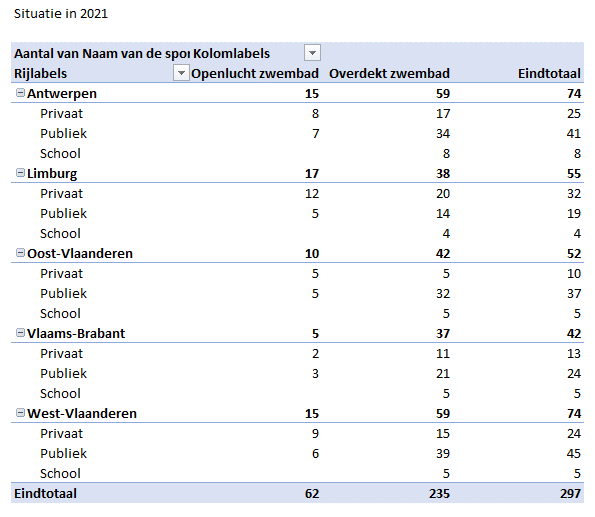 Situatie in 2021
Aantal van Naam van de spor Kolomlabels
Rijlabels Openlucht zwembad Overdekt zwembad Eindtotaal
Antwerpen 15 59 74
Privaat 8 17 25
Publiek 7 34 41
School 8 8
Limburg 17 38 55
Privaat 12 20 32
Publiek 5 14 19
School 4 4
Oost-Vlaanderen 10 42 52
Privaat 5 5 10
Publiek 5 32 37
School 5 5
Vlaams-Brabant 5 37 42
Privaat 2 11 13
Publiek 3 21 24
School 5 5
West-Vlaanderen 15 59 74
Privaat 9 15 24
Publiek 6 39 45
School 5 5
Eindtotaal 62 235 297